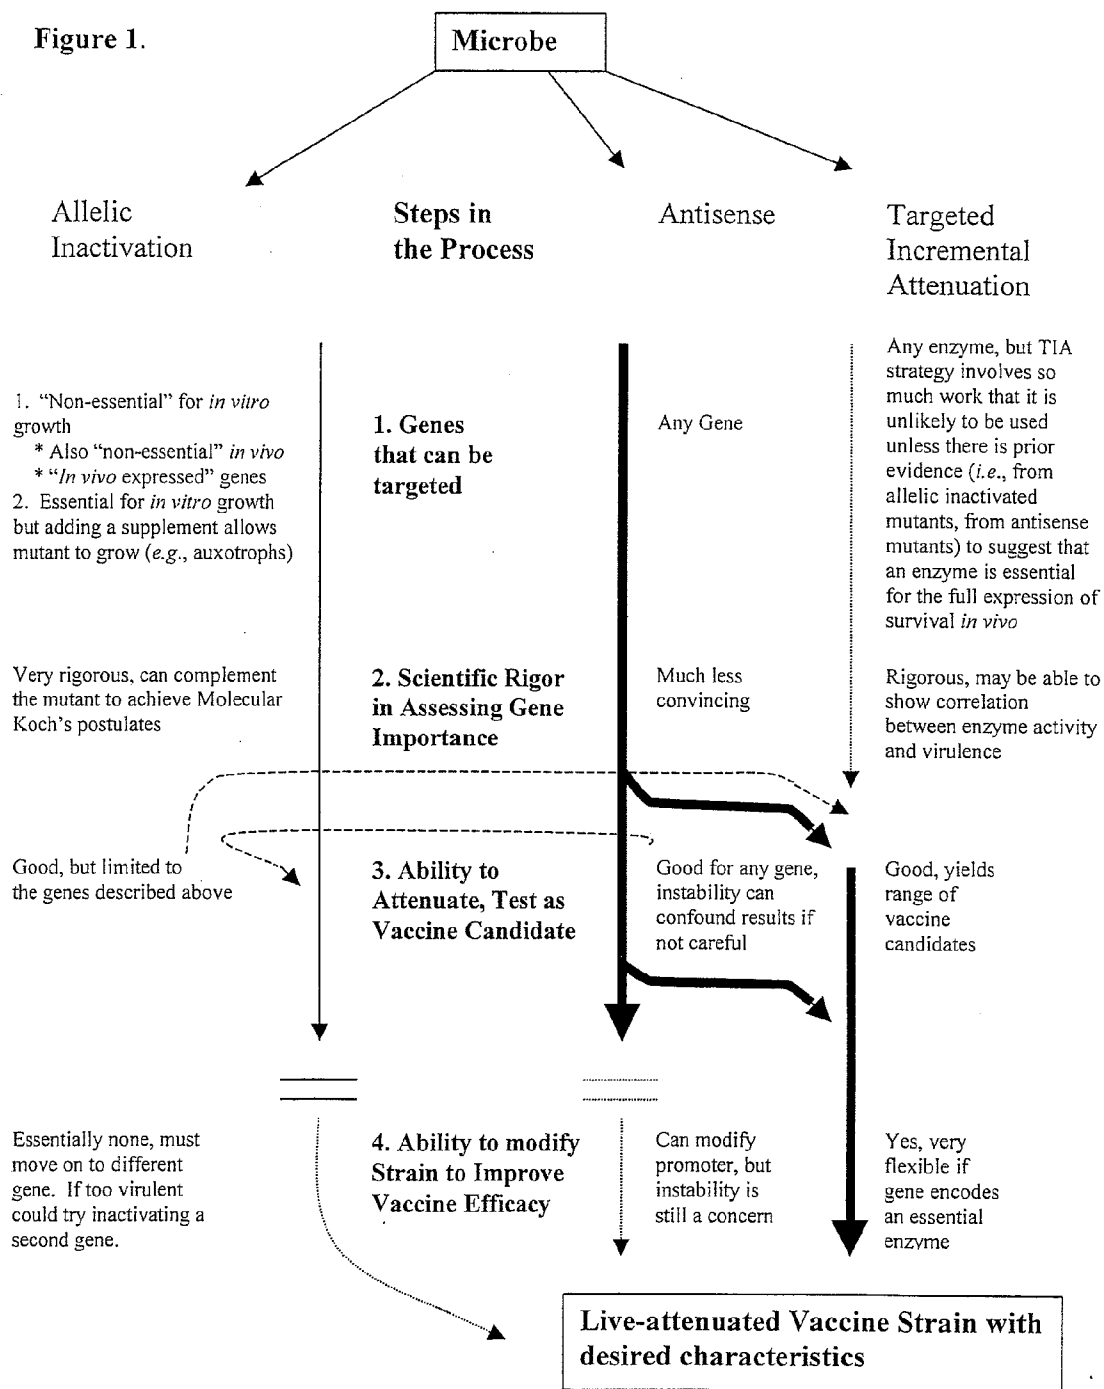 Figure 1.
Microbe
Allelic
Inactivation
Steps in
the Process
Antisense
Targeted
Incremental
Attenuation
1. "Non-essential" for in vitro
growth
* Also "non-essential" in vivo
* "In vivo expressed" genes
2. Essential for in vitro growth
but adding a supplement allows
mutant to grow (e.g., auxotrophs)
1. Genes
that can be
targeted
Any Gene
Any enzyme, but TIA
strategy involves so
much work that it is
unlikely to be used
unless there is prior
evidence (i.e., from
allelic inactivated
mutants, from antisense
mutants) to suggest that
an enzyme is essential
for the full expression of
survival in vivo
Very rigorous, can complement
the mutant to achieve Molecular
Koch's postulates
2. Scientific Rigor
in Assessing Gene
Importance
Much less
convincing
Rigorous, may be able to
show correlation
between enzyme activity
and virulence
Good, but limited to
the genes described above
3. Ability to
Attenuate, Test as
Vaccine Candidate
Good for any gene,
instability can
confound results if
not careful
Good, yields
range of
vaccine
candidates
Essentially none, must
move on to different
gene. If too virulent
could try inactivating a
second gene.
4. Ability to modify
Strain to Improve
Vaccine Efficacy
Can modify
promoter, but
instability is
still a concern
Yes, very
flexible if
gene encodes
an essential
enzyme
Live-attenuated Vaccine Strain with
desired characteristics